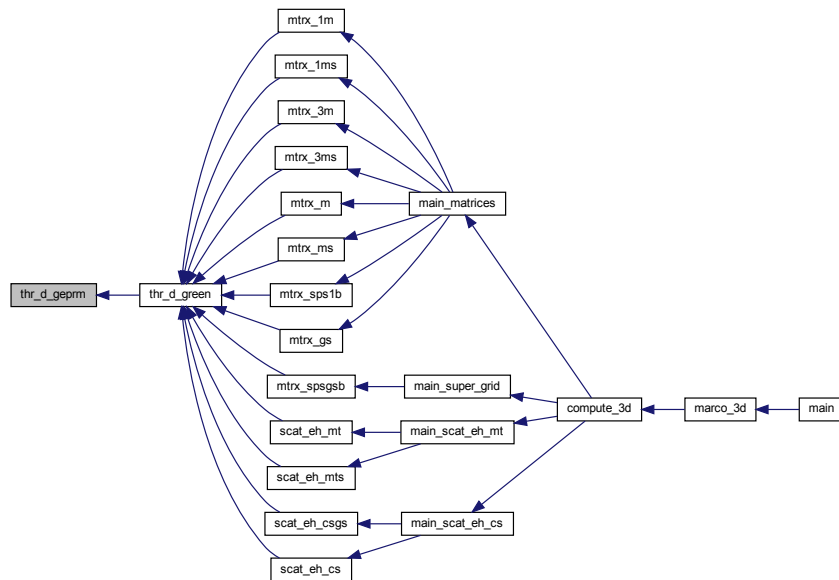 mtrx_1m
mtrx_1ms
mtrx_3m
mtrx_3ms
mtrx_m
main_matrices
mtrx_ms
thr_d_geprm
thr_d_green
mtrx_sps1b
mtrx_gs
mtrx_spsgsb
main_super_grid
compute_3d
marco_3d
main
scat_eh_mt
main_scat_eh_mt
scat_eh_mts
scat_eh_csgs
main_scat_eh_cs
scat_eh_cs